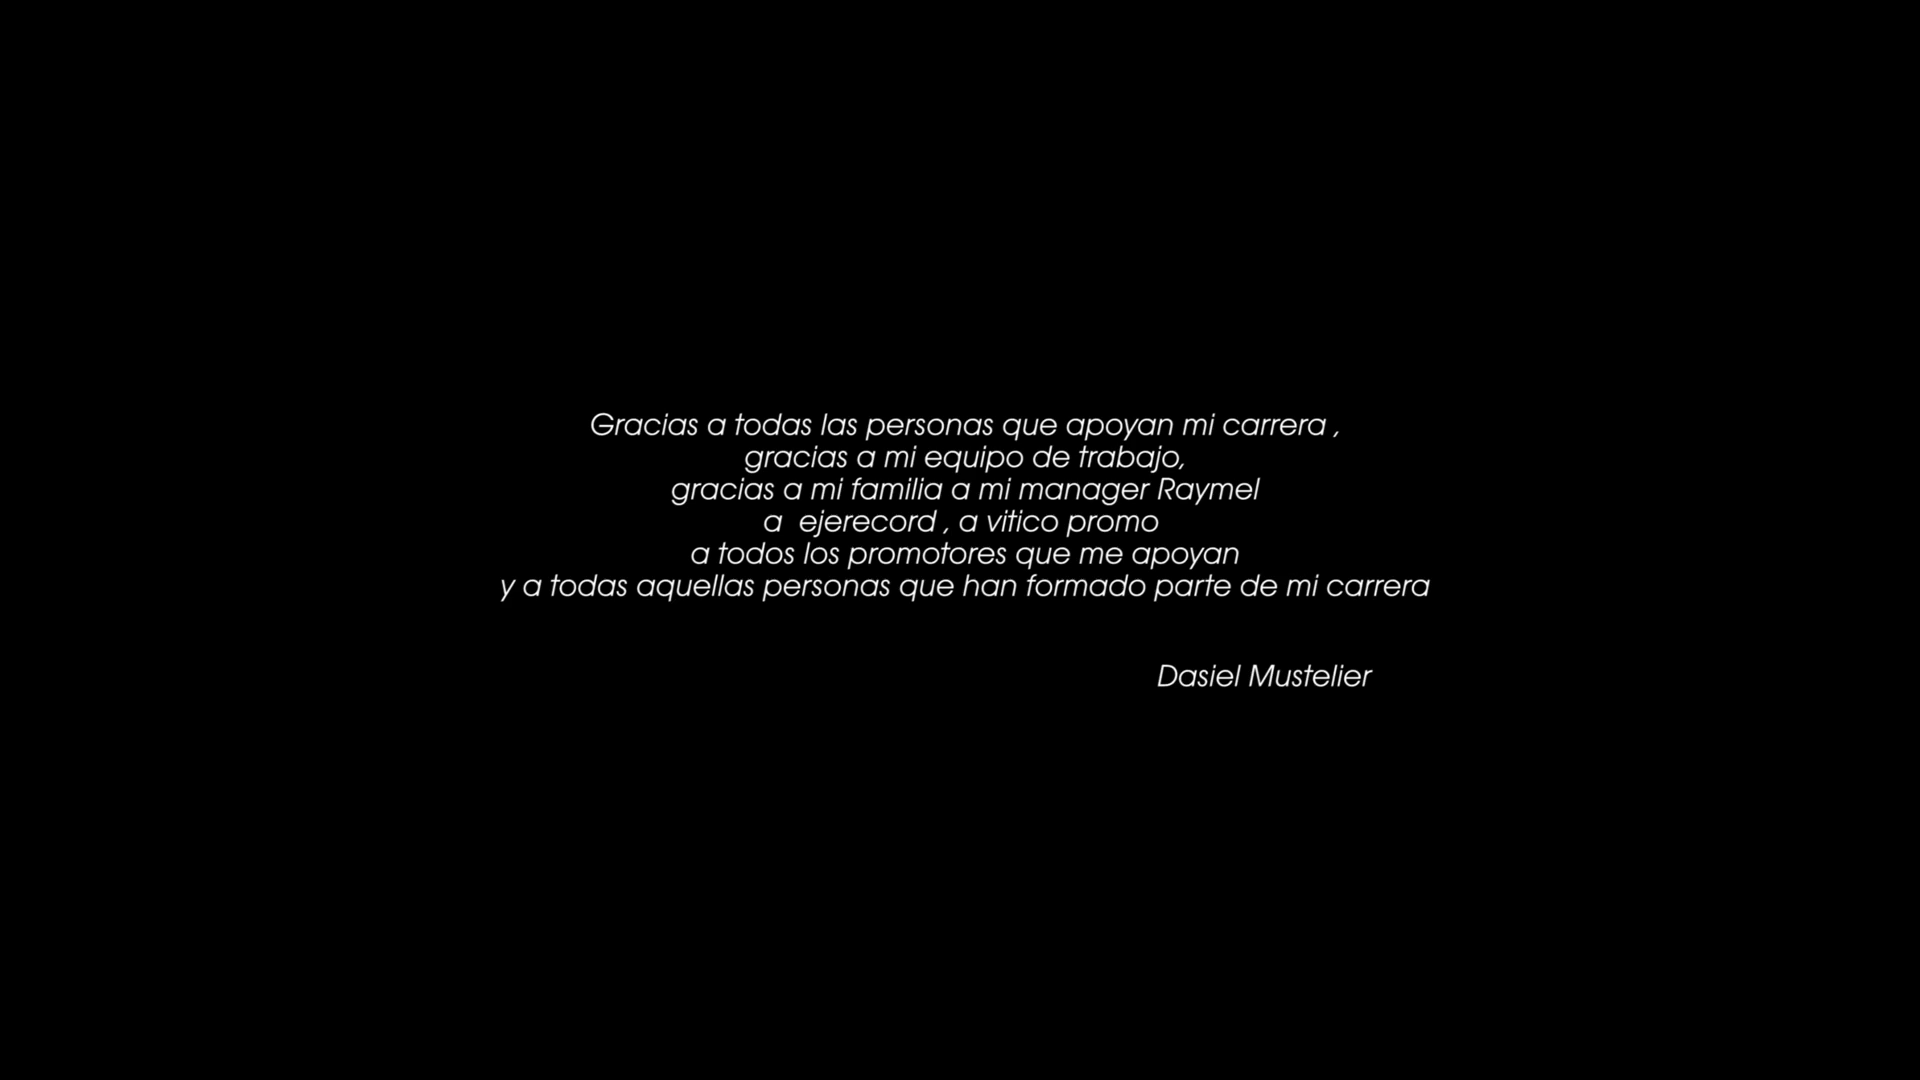 Gracias a todas las personas que apoyan mi carrera ,
gracias a mi equipo de trabajo,
gracias a mi familia a mi manager Raymel
a  ejerecord , a vitico promo
a todos los promotores que me apoyan
y a todas aquellas personas que han formado parte de mi carrera
Dasiel Mustelier